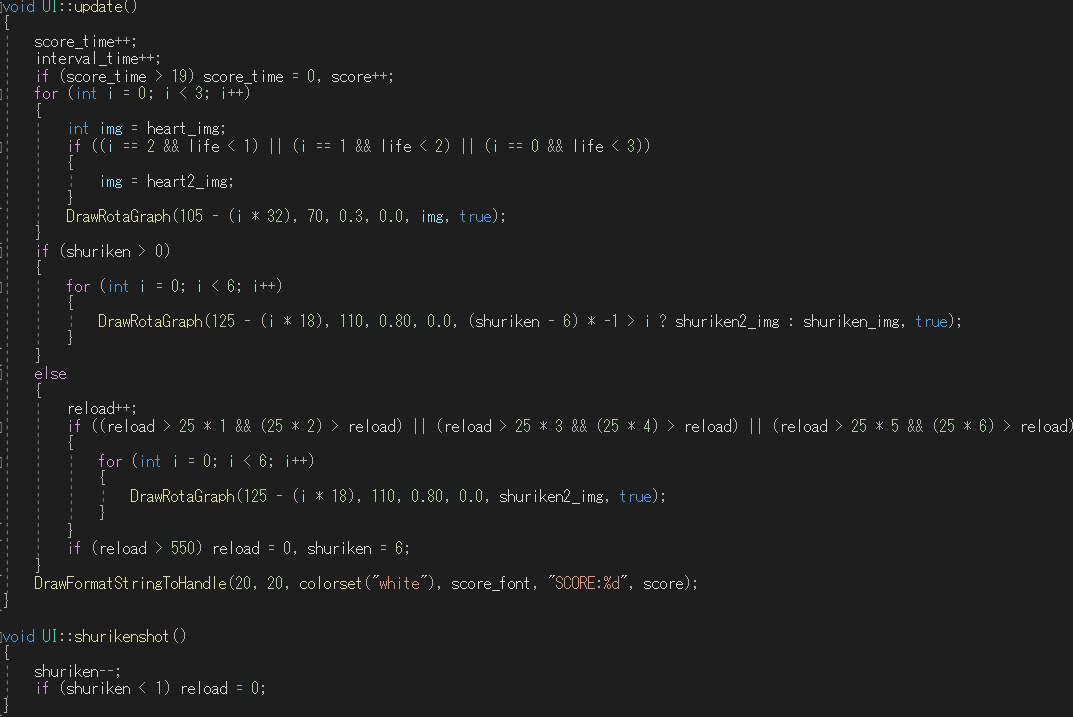 void UI::update()
{
score_time++;
interval_time++;
if (score_time > 19) score_time = 0, score++;
for (int i = 0; i < 3; i++)
{
int img = heart_img;
if ((i == 2 && life < 1) || (i == 1 && life < 2) || (i == 0 && life < 3))
{
img = heart2_img;
}
DrawRotaGraph(105 - (i * 32), 70, 0.3, 0.0, img, true);
}
if (shuriken > 0)
{
for (int i = 0; i < 6; i++)
{
DrawRotaGraph(125 - (i * 18), 110, 0.80, 0.0, (shuriken - 6) * -1 > i ? shuriken2_img : shuriken_img, true);
}
}
else
{
reload++;
if ((reload > 25 * 1 && (25 * 2) > reload) || (reload > 25 * 3 && (25 * 4) > reload) || (reload > 25 * 5 && (25 * 6) > reload)
{
for (int i = 0; i < 6; i++)
{
DrawRotaGraph(125 - (i * 18), 110, 0.80, 0.0, shuriken2_img, true);
}
}
if (reload > 550) reload = 0, shuriken = 6;
}
DrawFormatStringToHandle(20, 20, colorset("white"), score_font, "SCORE:%d", score);
}
void UI::shurikenshot()
{
shuriken--;
if (shuriken < 1) reload = 0;
}